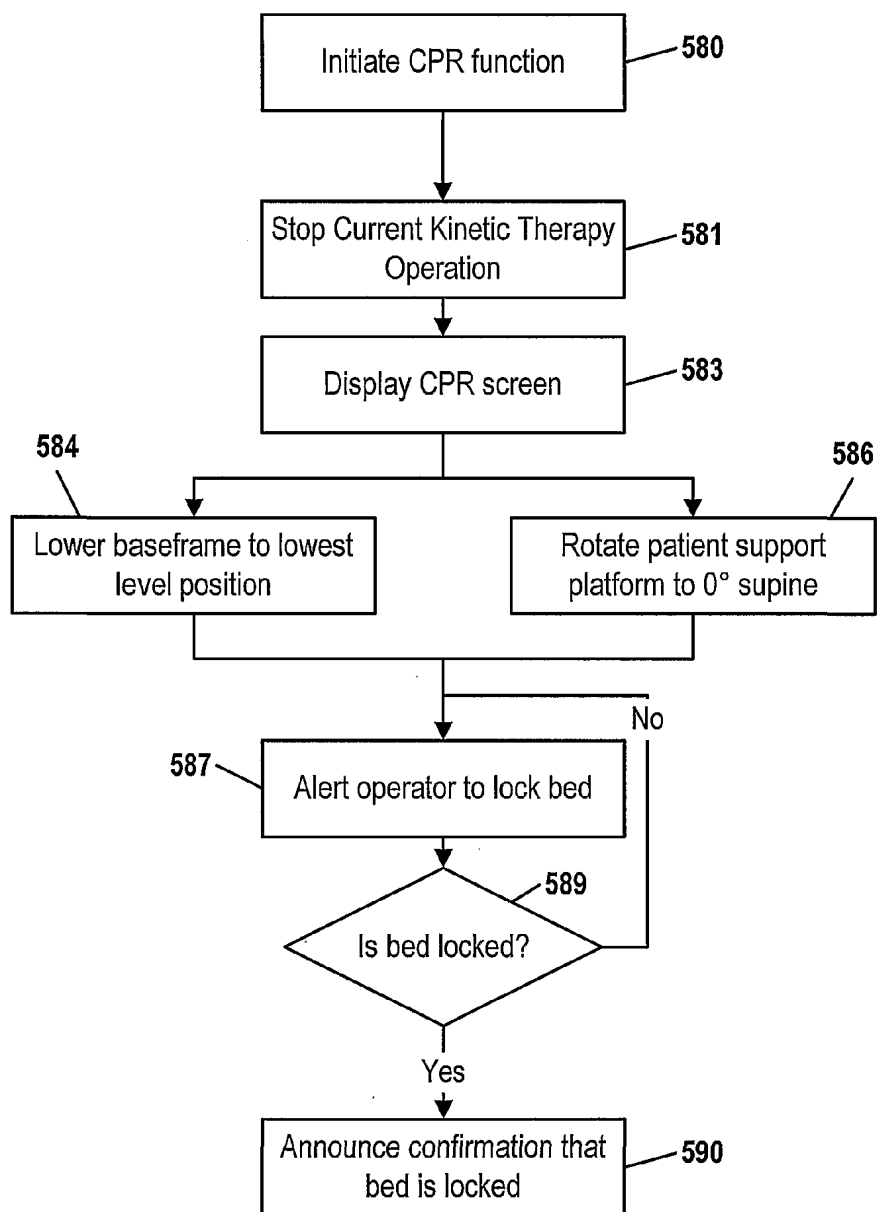 Initiate CPR function
580
Stop Current Kinetic Therapy
Operation
581
Display CPR screen
583
584
586
Lower baseframe to lowest
level position
Rotate patient support
platform to 0° supine
No
587
Alert operator to lock bed
589
Is bed locked?
Yes
Announce confirmation that
bed is locked
590